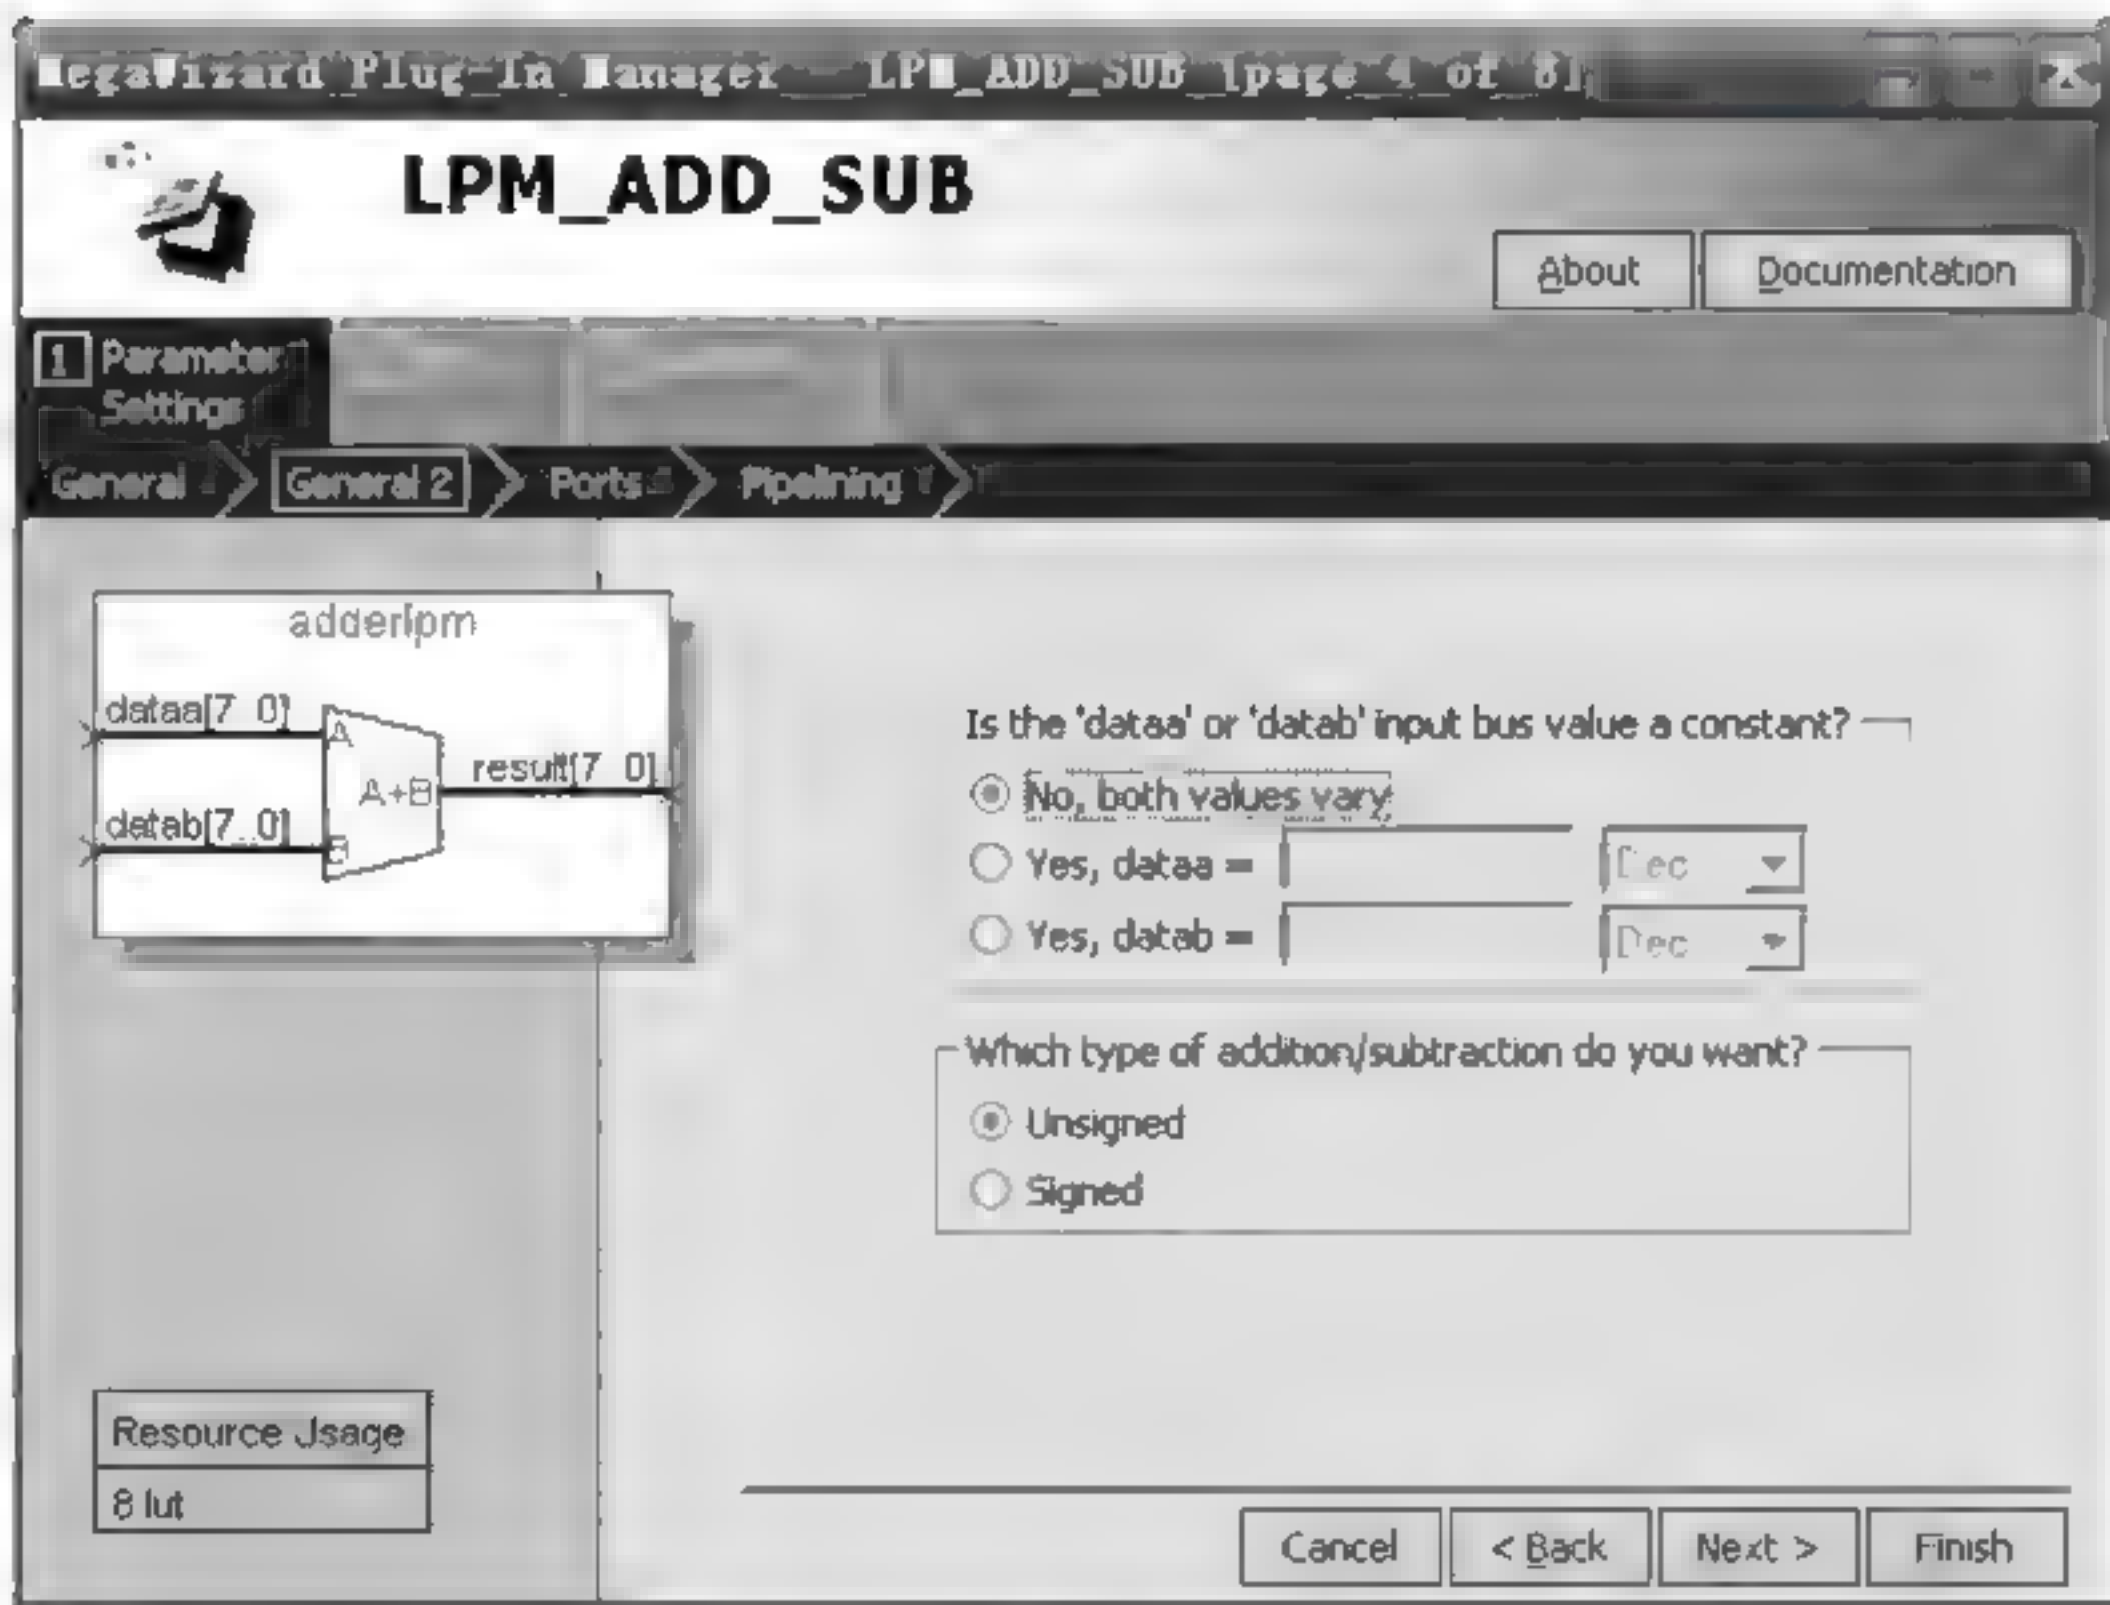 MegaWizard Plug-In Manager - LPM_ADD_SUB [page 4 of 8]
LPM_ADD_SUB
About
Documentation
1 Parameter
Settings
General
General 2
Ports
Pipelining
adderlpm
dataa[7 0]
A
A+B
result[7 0]
datab[7_0]
B
Is the 'dataa' or 'datab' input bus value a constant?
No, both values vary
Yes, dataa =
Dec
Yes, datab =
Dec
Which type of addition/subtraction do you want?
Unsigned
Signed
Resource Usage
8 lut
Cancel
< Back
Next >
Finish